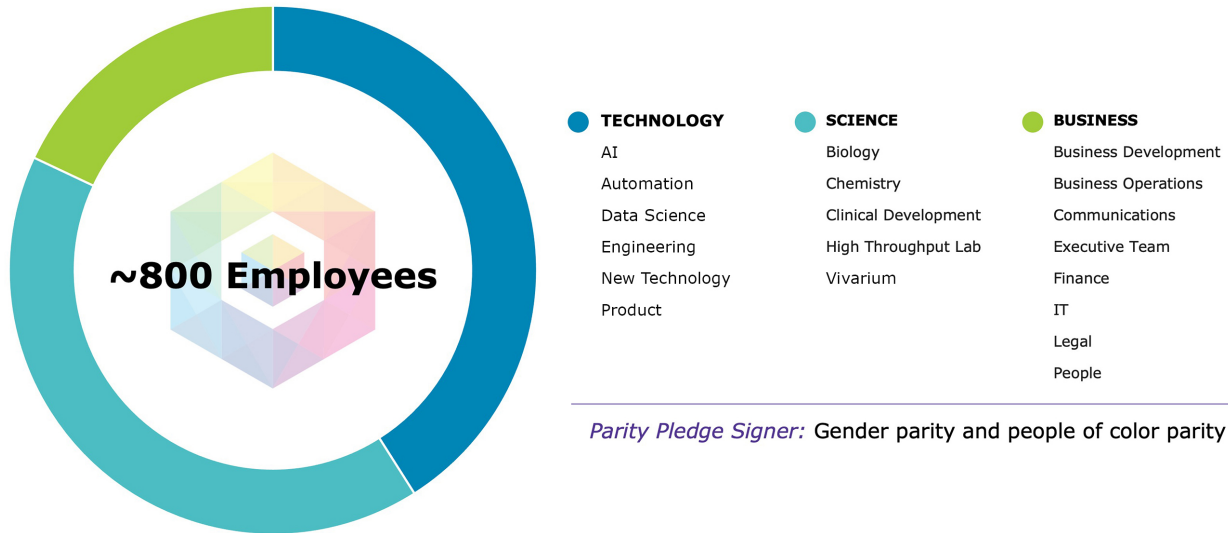 ~800 Employees
TECHNOLOGY
AI
Automation
Data Science
Engineering
New Technology
Product
SCIENCE
Biology
Chemistry
Clinical Development
High Throughput Lab
Vivarium
BUSINESS
Business Development
Business Operations
Communications
Executive Team
Finance
IT
Legal
People
Parity Pledge Signer: Gender parity and people of color parity